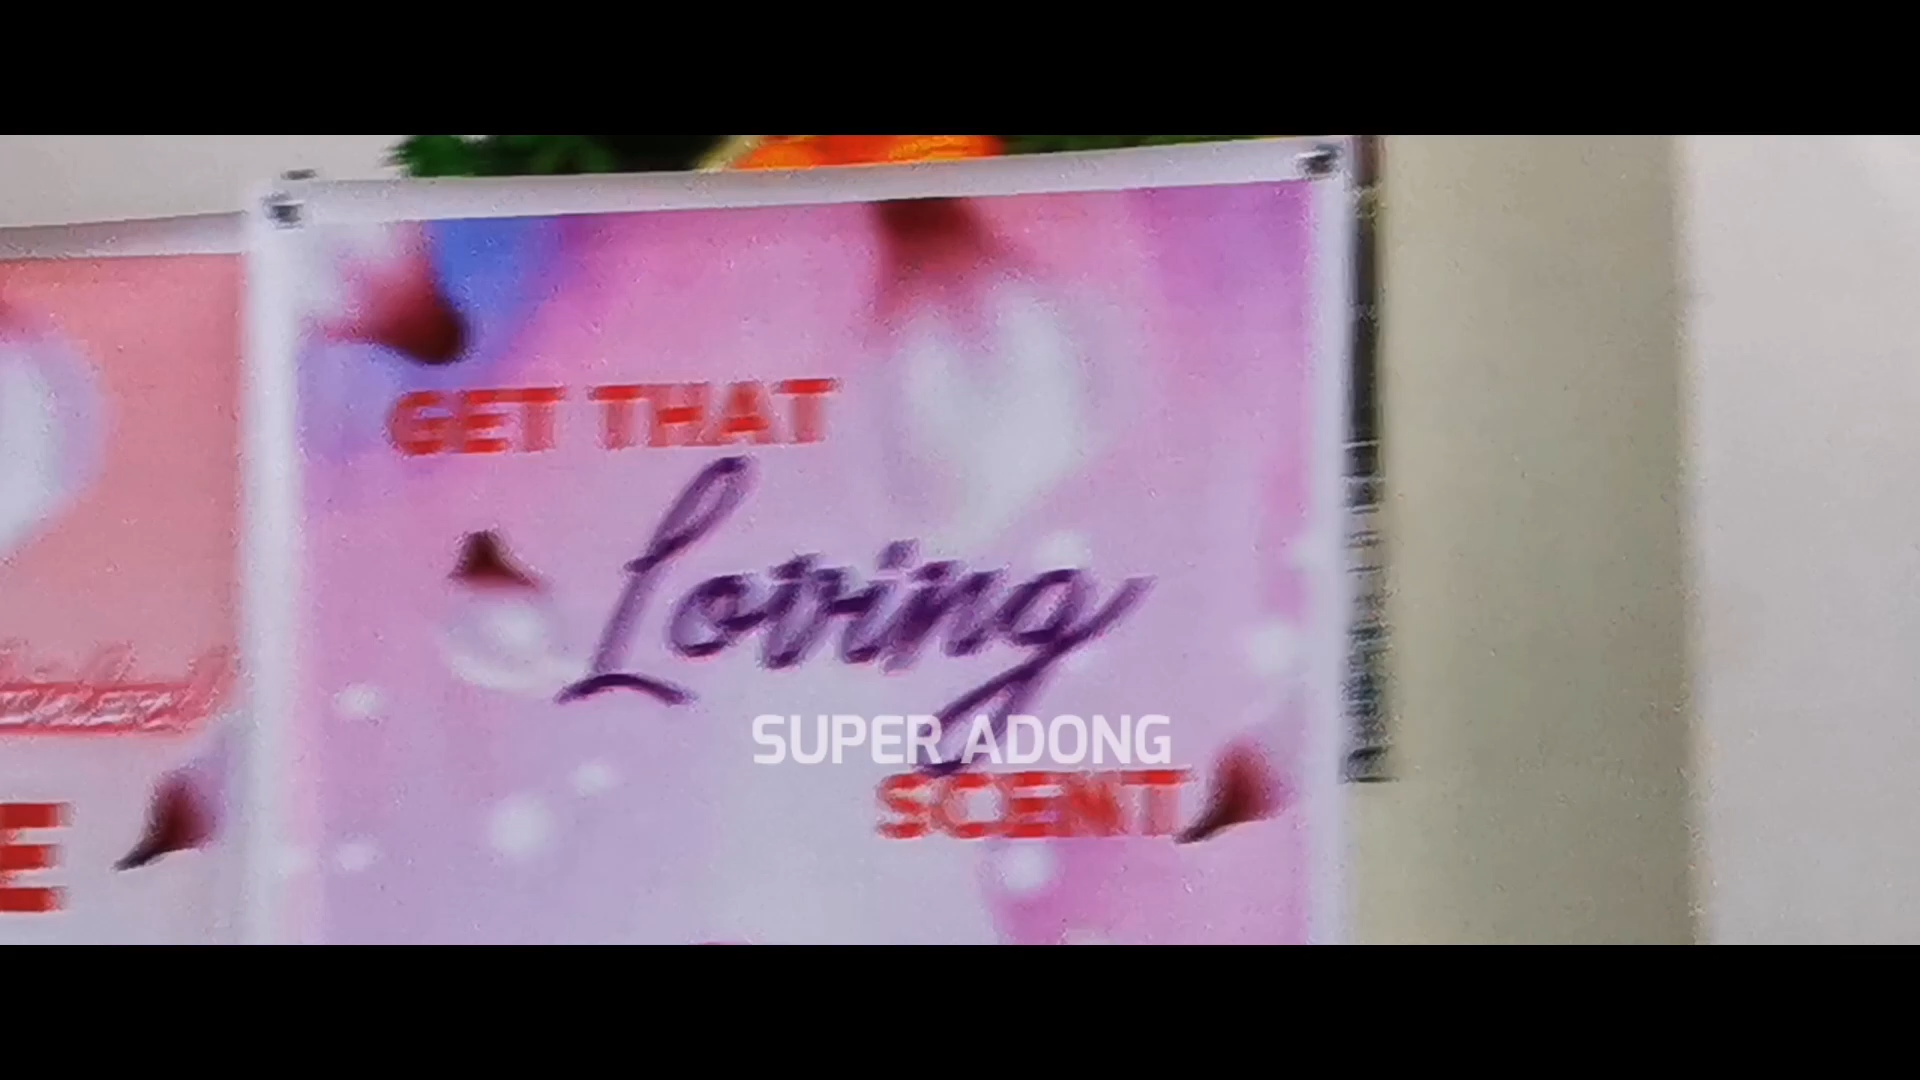 GET THAT
Loving
SUPER ADONG
SCENT
E